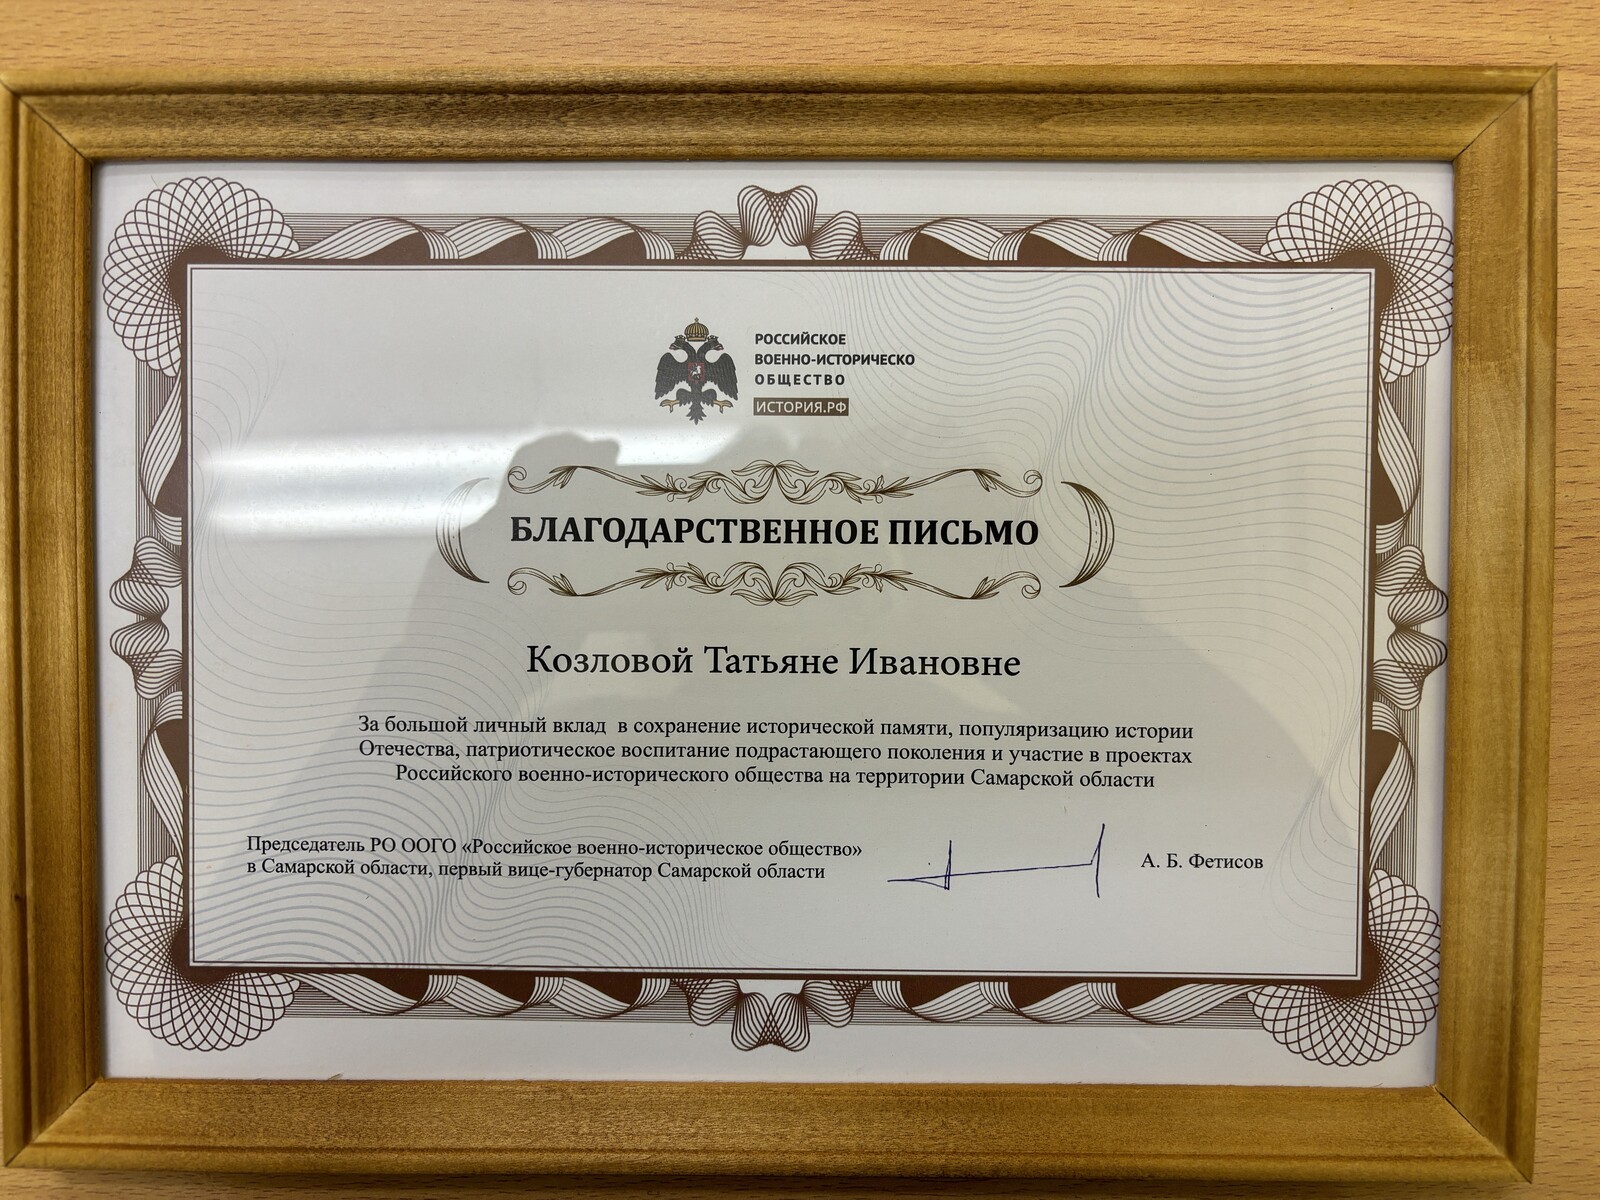 РОССИЙСКОЕ
ВОЕННО-ИСТОРИЧЕСКО
ОБЩЕСТВО
ИСТОРИЯ.РФ
БЛАГОДАРСТВЕННОЕ ПИСЬМО
Козловой Татьяне Ивановне
За большой личный вклад в сохранение исторической памяти, популяризацию истории
Отечества, патриотическое воспитание подрастающего поколения и участие в проектах
Российского военно-исторического общества на территории Самарской области
Председатель РО ООГО «Российское военно-историческое общество»
в Самарской области, первый вице-губернатор Самарской области
А. Б. Фетисов